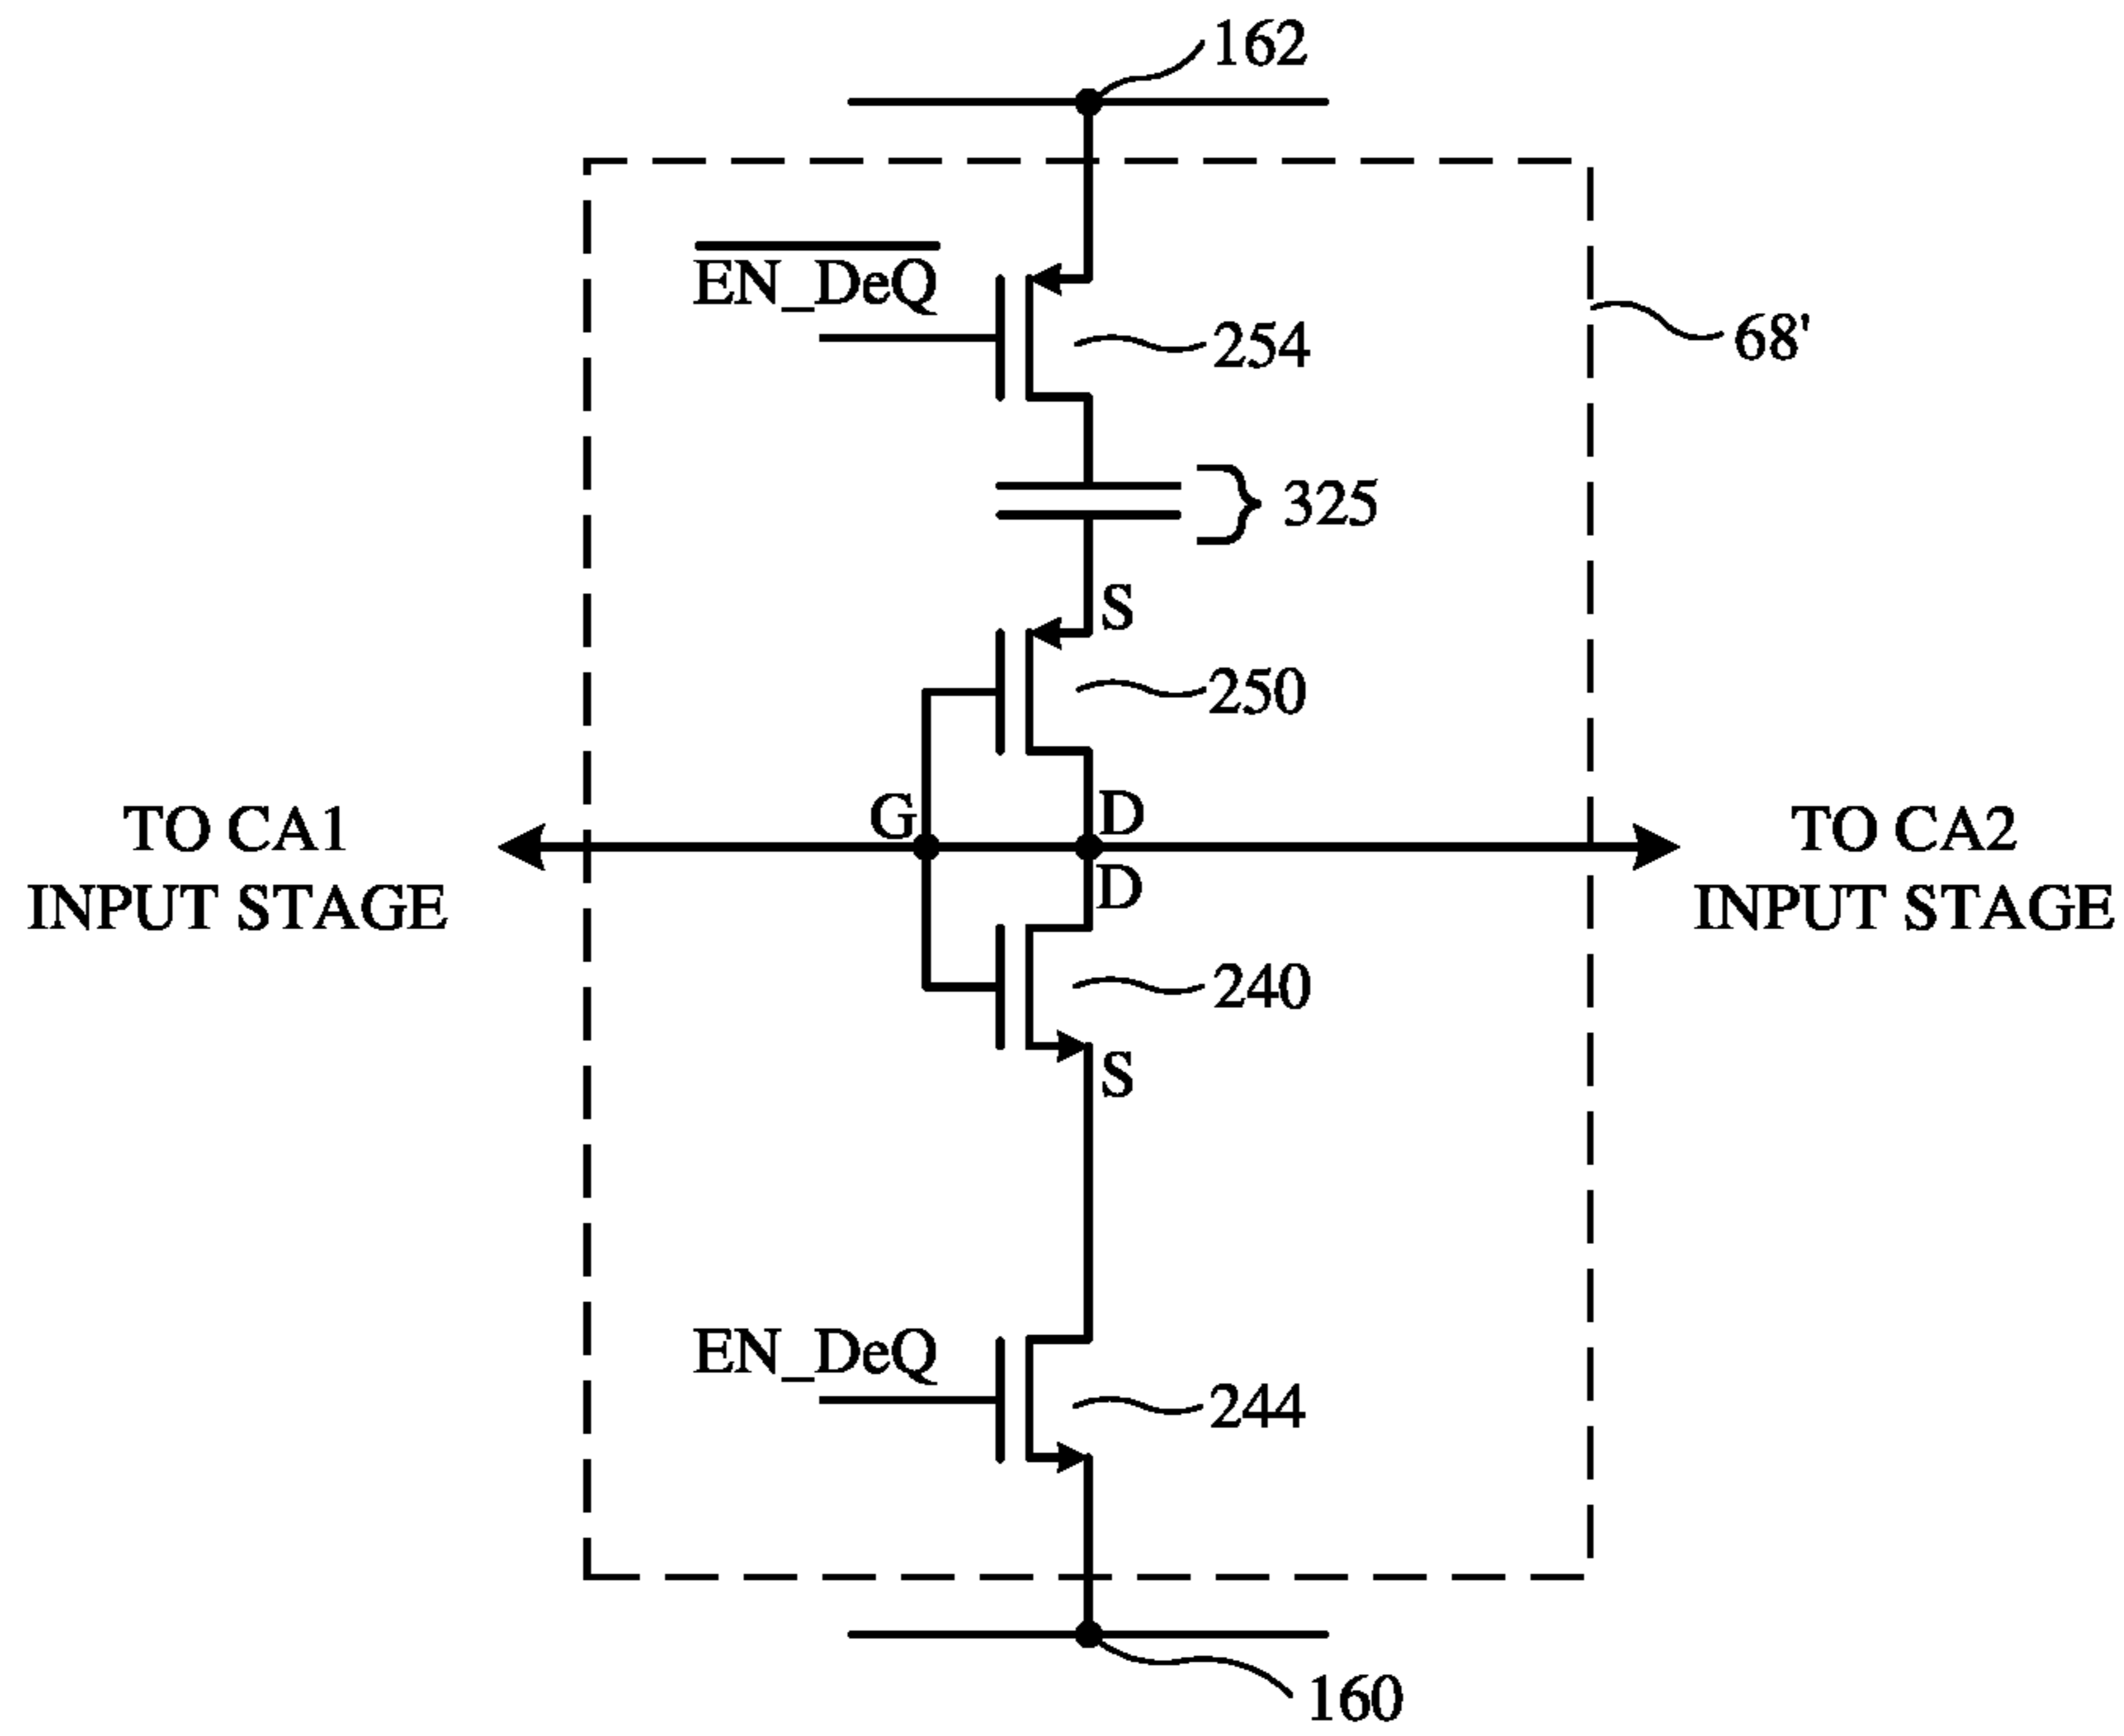 162
EN_DeQ
254
68'
325
S
250
G
D
TO CA1
INPUT STAGE
TO CA2
INPUT STAGE
D
240
S
EN_DeQ
244
160